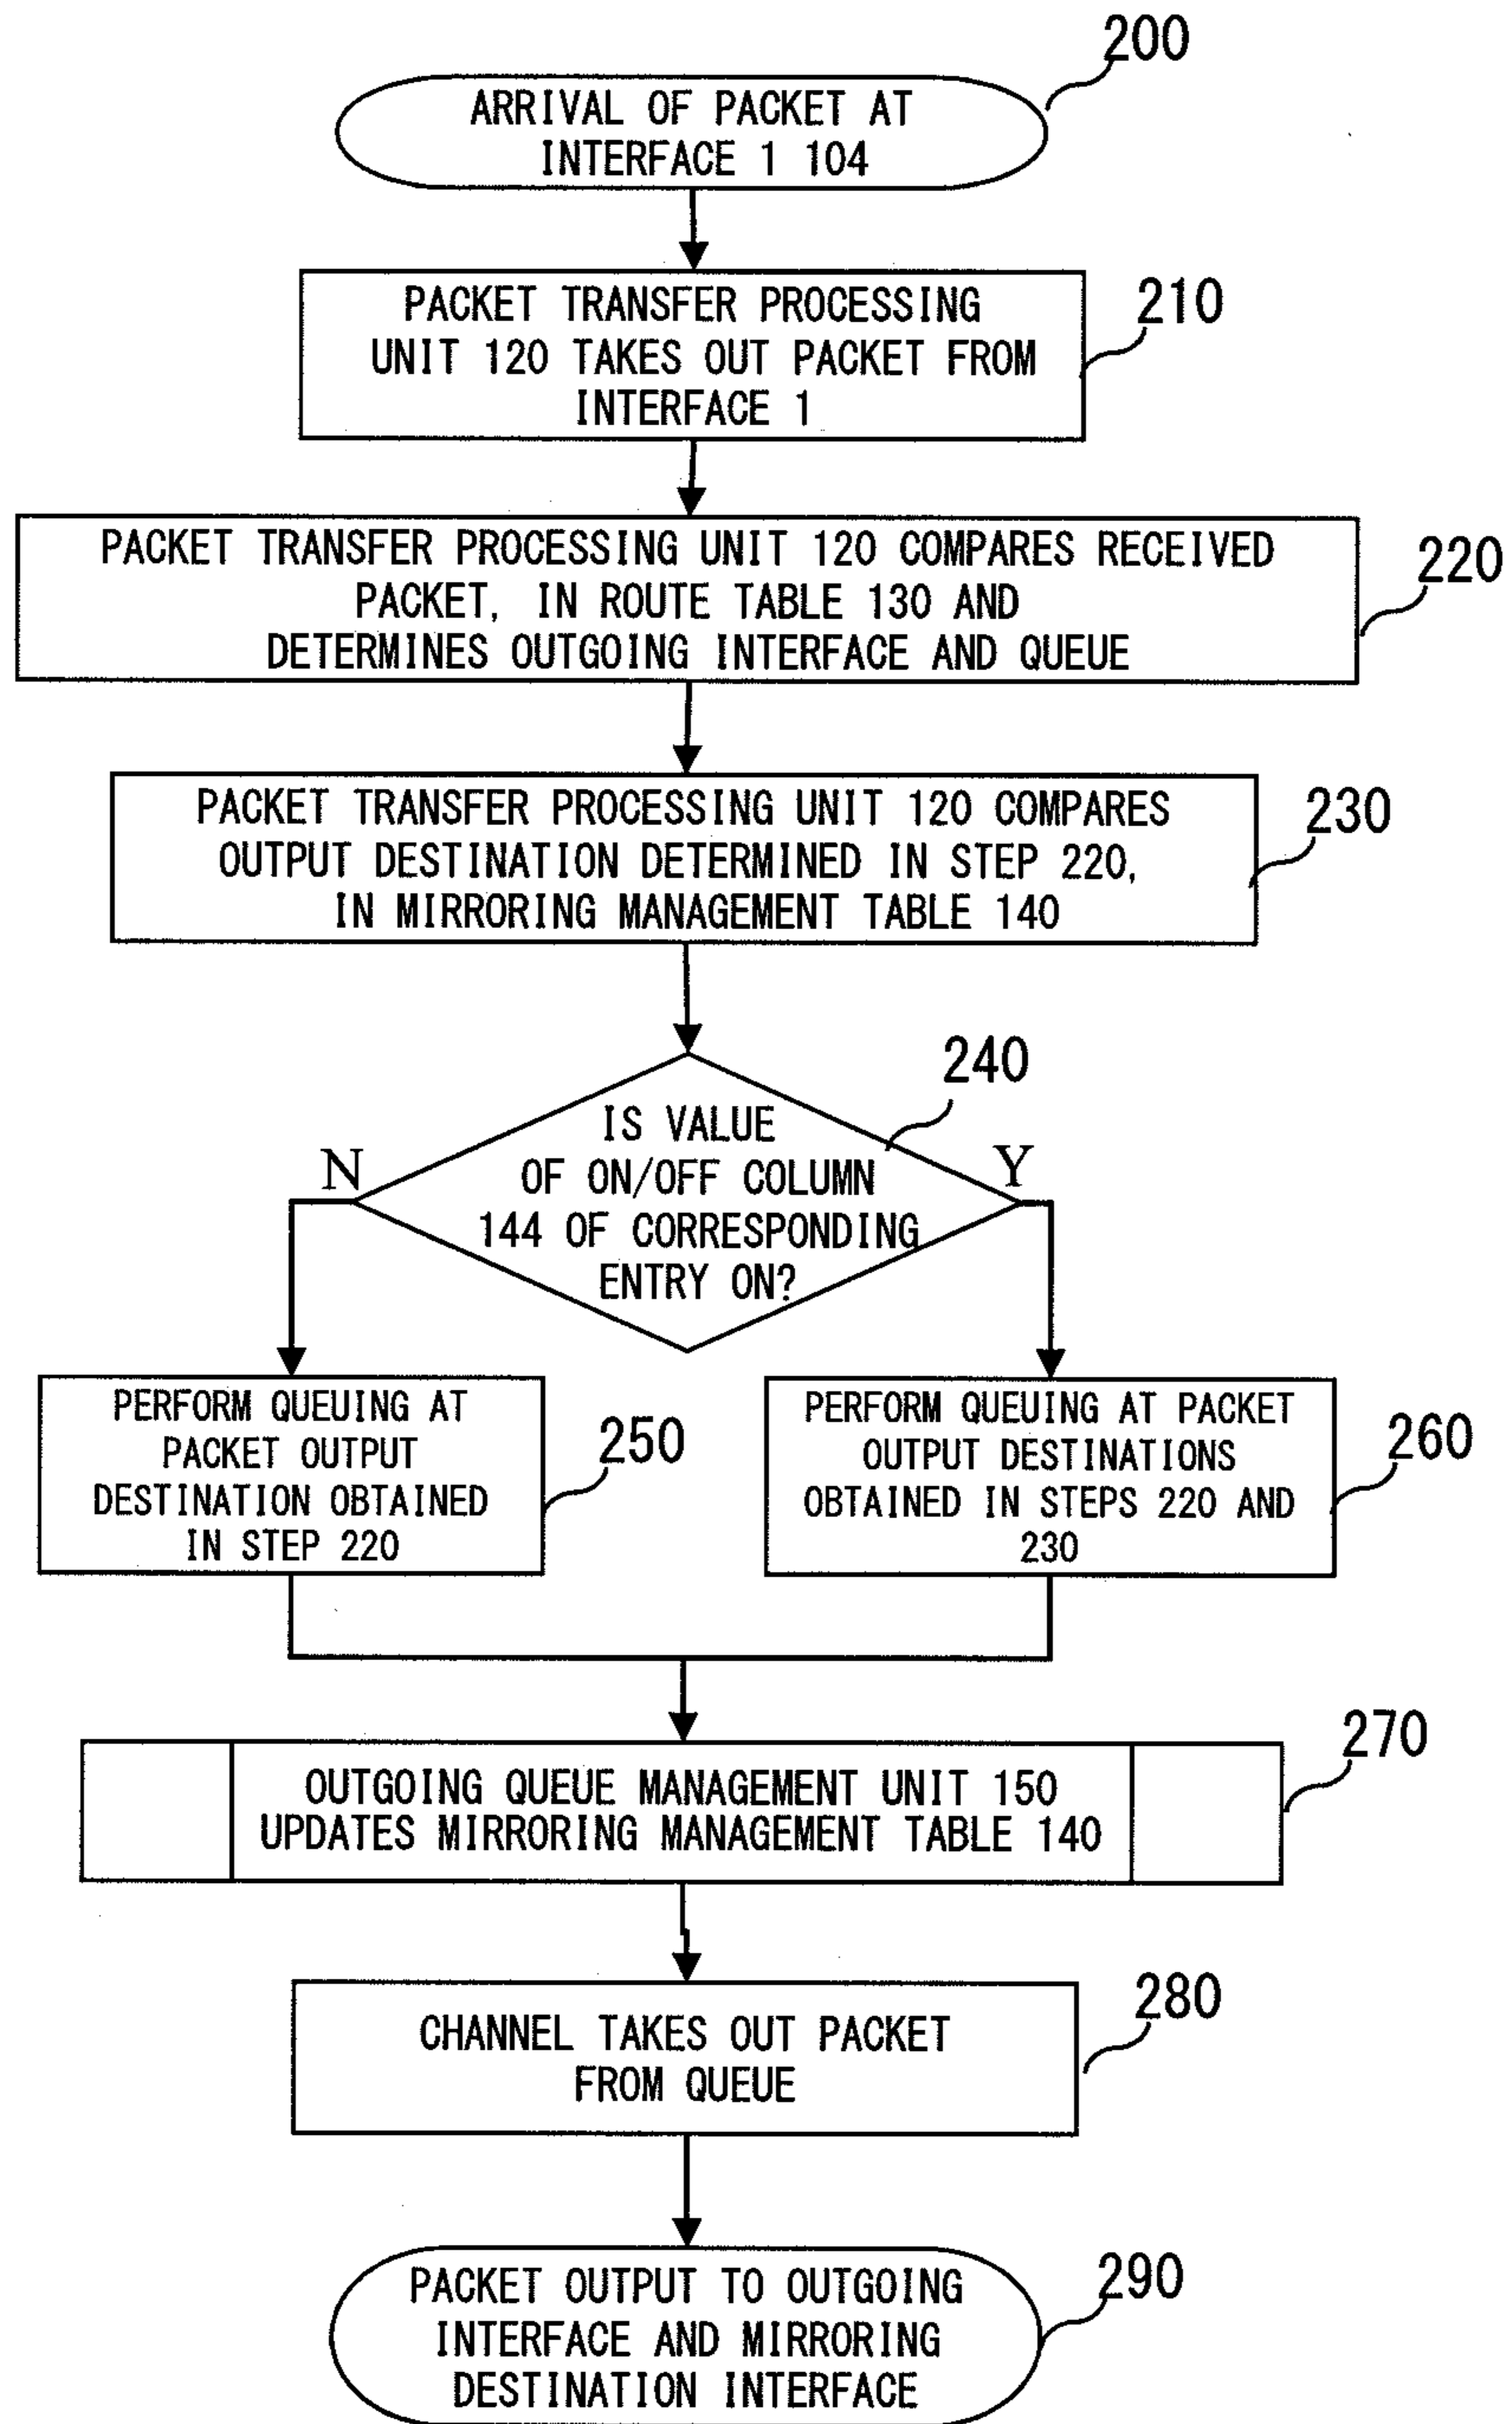 200
ARRIVAL OF PACKET AT
INTERFACE 1 104
210
PACKET TRANSFER PROCESSING
UNIT 120 TAKES OUT PACKET FROM
INTERFACE 1
220
PACKET TRANSFER PROCESSING UNIT 120 COMPARES RECEIVED
PACKET, IN ROUTE TABLE 130 AND
DETERMINES OUTGOING INTERFACE AND QUEUE
230
PACKET TRANSFER PROCESSING UNIT 120 COMPARES
OUTPUT DESTINATION DETERMINED IN STEP 220,
IN MIRRORING MANAGEMENT TABLE 140
240
IS VALUE
OF ON/OFF COLUMN
144 OF CORRESPONDING
ENTRY ON?
N
Y
PERFORM QUEUING AT
PACKET OUTPUT
DESTINATION OBTAINED
IN STEP 220
250
PERFORM QUEUING AT PACKET
OUTPUT DESTINATIONS
OBTAINED IN STEPS 220 AND
230
260
270
OUTGOING QUEUE MANAGEMENT UNIT 150
UPDATES MIRRORING MANAGEMENT TABLE 140
280
CHANNEL TAKES OUT PACKET
FROM QUEUE
290
PACKET OUTPUT TO OUTGOING
INTERFACE AND MIRRORING
DESTINATION INTERFACE